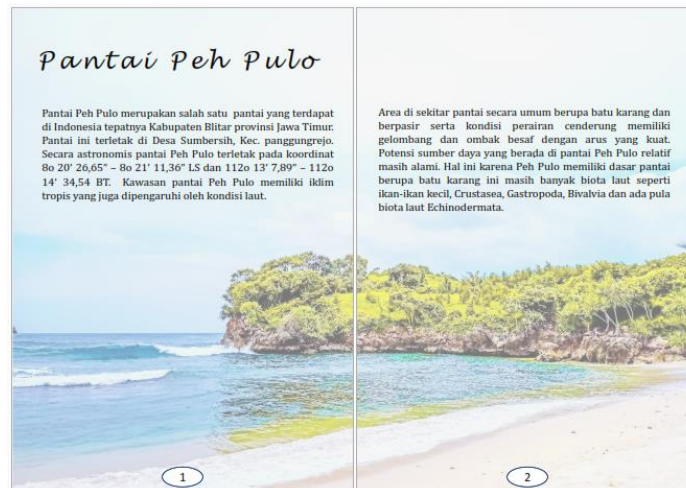 Pantai Peh Pulo
Pantai Peh Pulo merupakan salah satu pantai yang terdapat
di Indonesia tepatnya Kabupaten Blitar provinsi Jawa Timur.
Pantai ini terletak di Desa Sumbersih, Kec. panggungrejo.
Secara astronomis pantai Peh Pulo terletak pada koordinat
8o 20' 26,65” – 8o 21' 11,36” LS dan 112o 13' 7,89” – 112o
14' 34,54 BT. Kawasan pantai Peh Pulo memiliki iklim
tropis yang juga dipengaruhi oleh kondisi laut.
1
Area di sekitar pantai secara umum berupa batu karang dan
berpasir serta kondisi perairan cenderung memiliki
gelombang dan ombak besaf dengan arus yang kuat.
Potensi sumber daya yang berada di pantai Peh Pulo relatif
masih alami. Hal ini karena Peh Pulo memiliki dasar pantai
berupa batu karang ini masih banyak biota laut seperti
ikan-ikan kecil, Crustasea, Gastropoda, Bivalvia dan ada pula
biota laut Echinodermata.
2